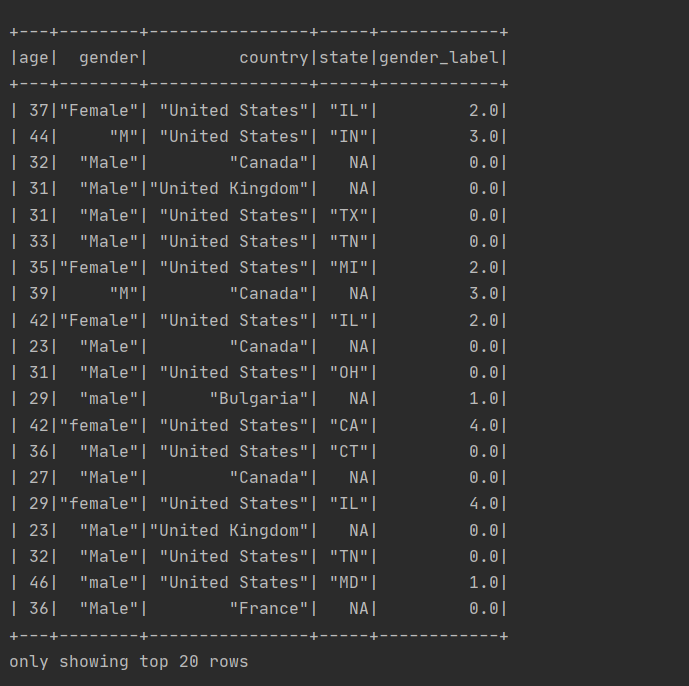 +---+--------+----------------+-----+------------+
|age|  gender|         country|state|gender_label|
+---+--------+----------------+-----+------------+
| 37|"Female"| "United States"| "IL"|         2.0|
| 44|     "M"| "United States"| "IN"|         3.0|
| 32|  "Male"|        "Canada"|   NA|         0.0|
| 31|  "Male"|"United Kingdom"|   NA|         0.0|
| 31|  "Male"| "United States"| "TX"|         0.0|
| 33|  "Male"| "United States"| "TN"|         0.0|
| 35|"Female"| "United States"| "MI"|         2.0|
| 39|     "M"|        "Canada"|   NA|         3.0|
| 42|"Female"| "United States"| "IL"|         2.0|
| 23|  "Male"|        "Canada"|   NA|         0.0|
| 31|  "Male"| "United States"| "OH"|         0.0|
| 29|  "male"|      "Bulgaria"|   NA|         1.0|
| 42|"female"| "United States"| "CA"|         4.0|
| 36|  "Male"| "United States"| "CT"|         0.0|
| 27|  "Male"|        "Canada"|   NA|         0.0|
| 29|"female"| "United States"| "IL"|         4.0|
| 23|  "Male"|"United Kingdom"|   NA|         0.0|
| 32|  "Male"| "United States"| "TN"|         0.0|
| 46|  "male"| "United States"| "MD"|         1.0|
| 36|  "Male"|        "France"|   NA|         0.0|
+---+--------+----------------+-----+------------+
only showing top 20 rows